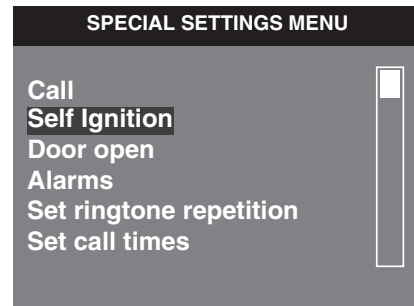 SPECIAL SETTINGS MENU
Call
Self Ignition
Door open
Alarms
Set ringtone repetition
Set call times